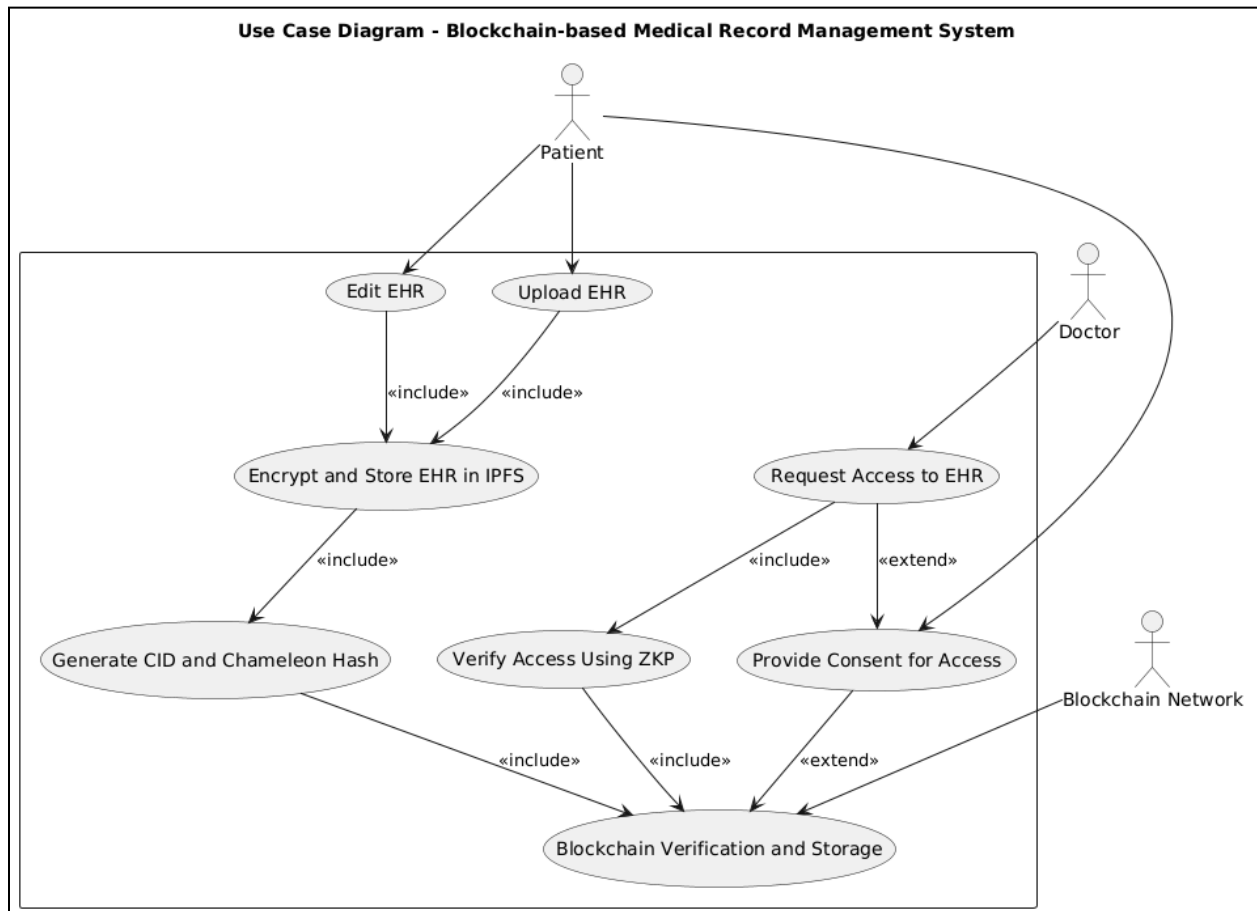 Use Case Diagram - Blockchain-based Medical Record Management System
Patient
Doctor
Edit EHR
Upload EHR
«include»
«include»
Encrypt and Store EHR in IPFS
Request Access to EHR
«include»
«include»
«extend»
Generate CID and Chameleon Hash
Verify Access Using ZKP
Provide Consent for Access
Blockchain Network
«include»
«include»
«extend»
Blockchain Verification and Storage